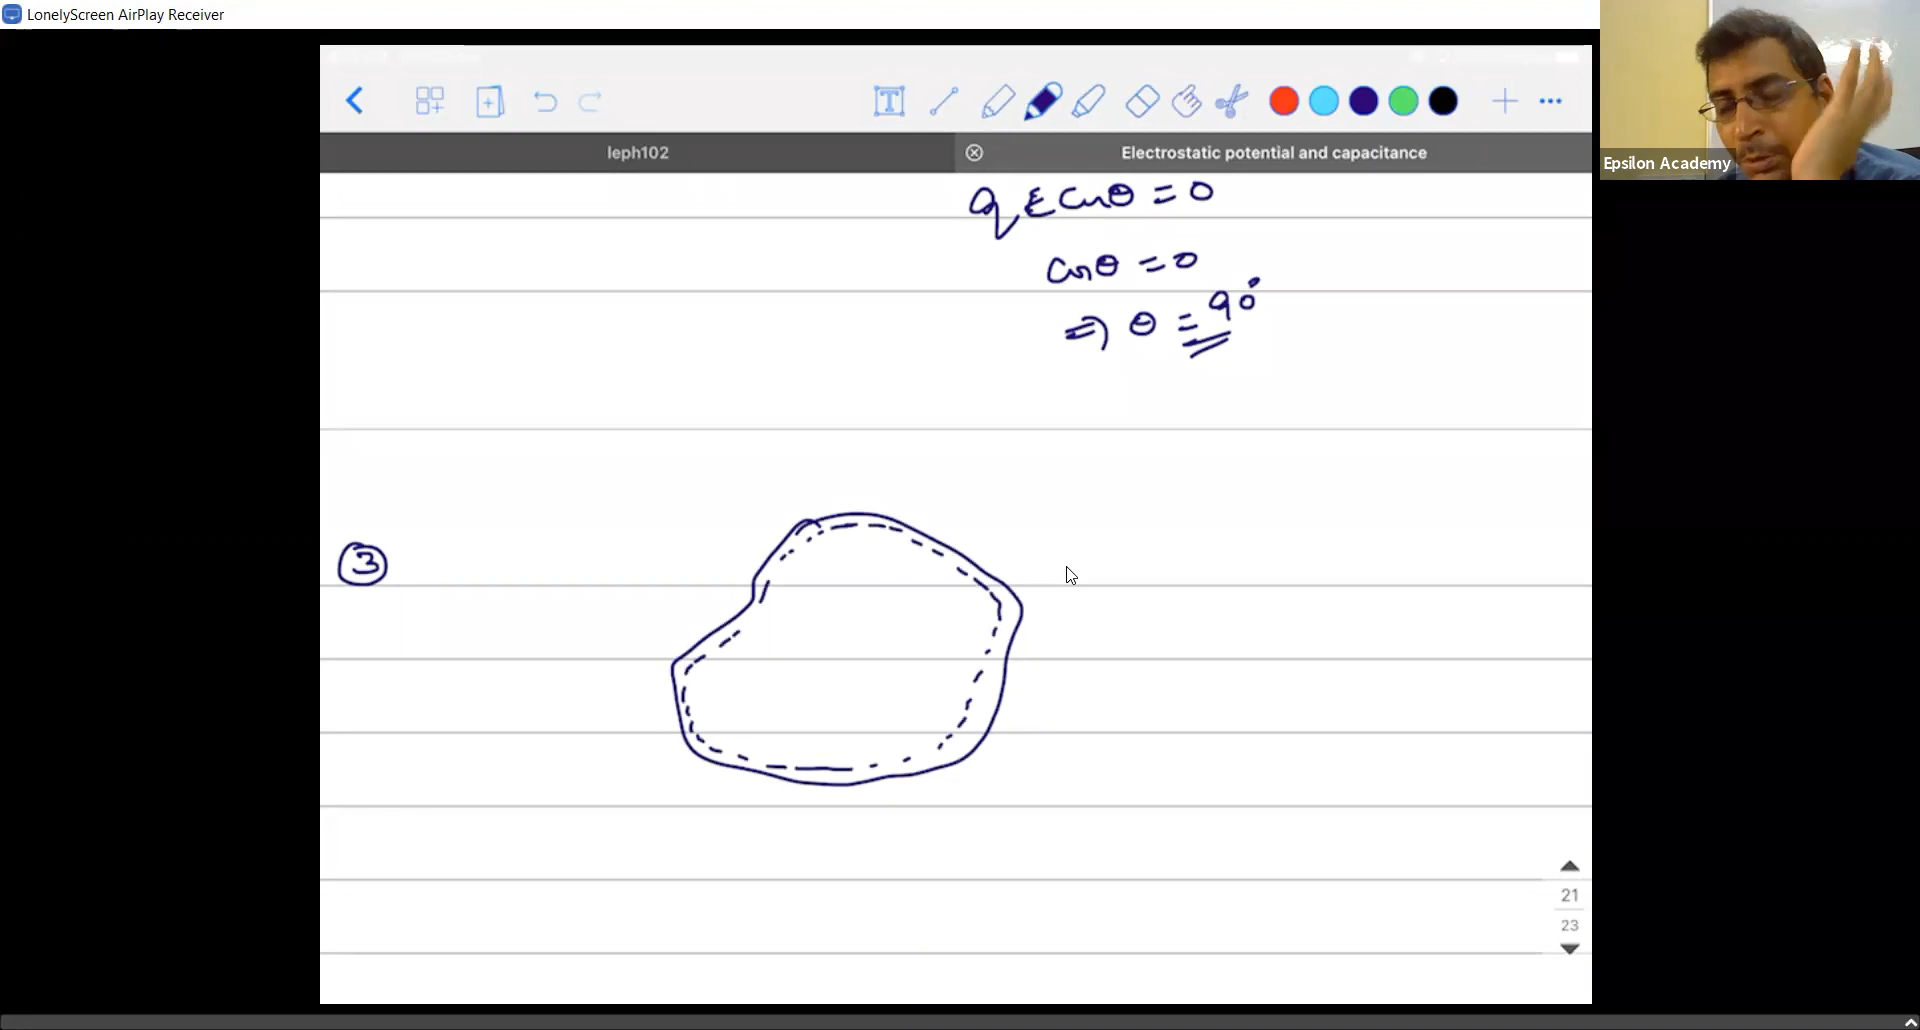 LonelyScreen AirPlay Receiver
T
leph102
Electrostatic potential and capacitance
Epsilon Academy
qE cosθ = 0
cosθ = 0
⇒ θ = 90°
3
21
23